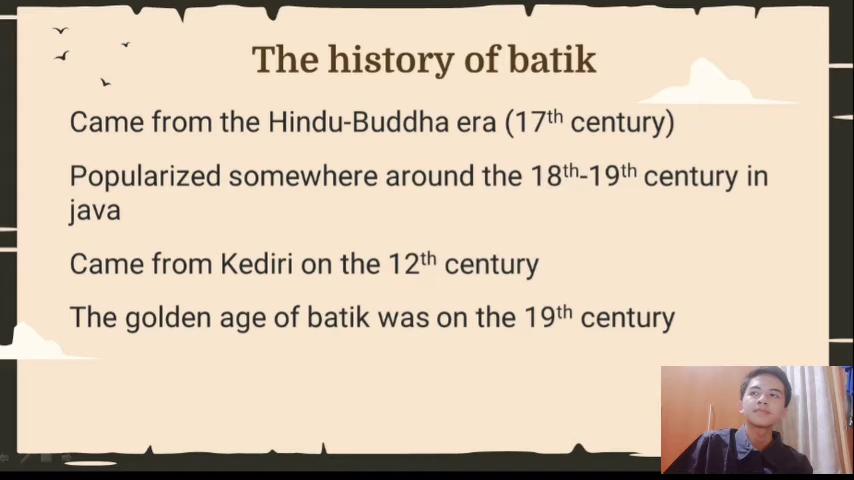 The history of batik
Came from the Hindu-Buddha era (17th century)
Popularized somewhere around the 18th-19th century in
java
Came from Kediri on the 12th century
The golden age of batik was on the 19th century